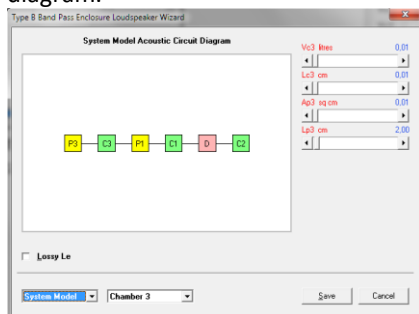 diagram:
Type B Band Pass Enclosure Loudspeaker Wizard
System Model Acoustic Circuit Diagram
Vc3 litres 0,01
Lc3 cm 0,01
Ap3 sq cm 0,01
Lp3 cm 2,00
P3 C3 P1 C1 D C2
Lossy Le
System Model Chamber 3 Save Cancel